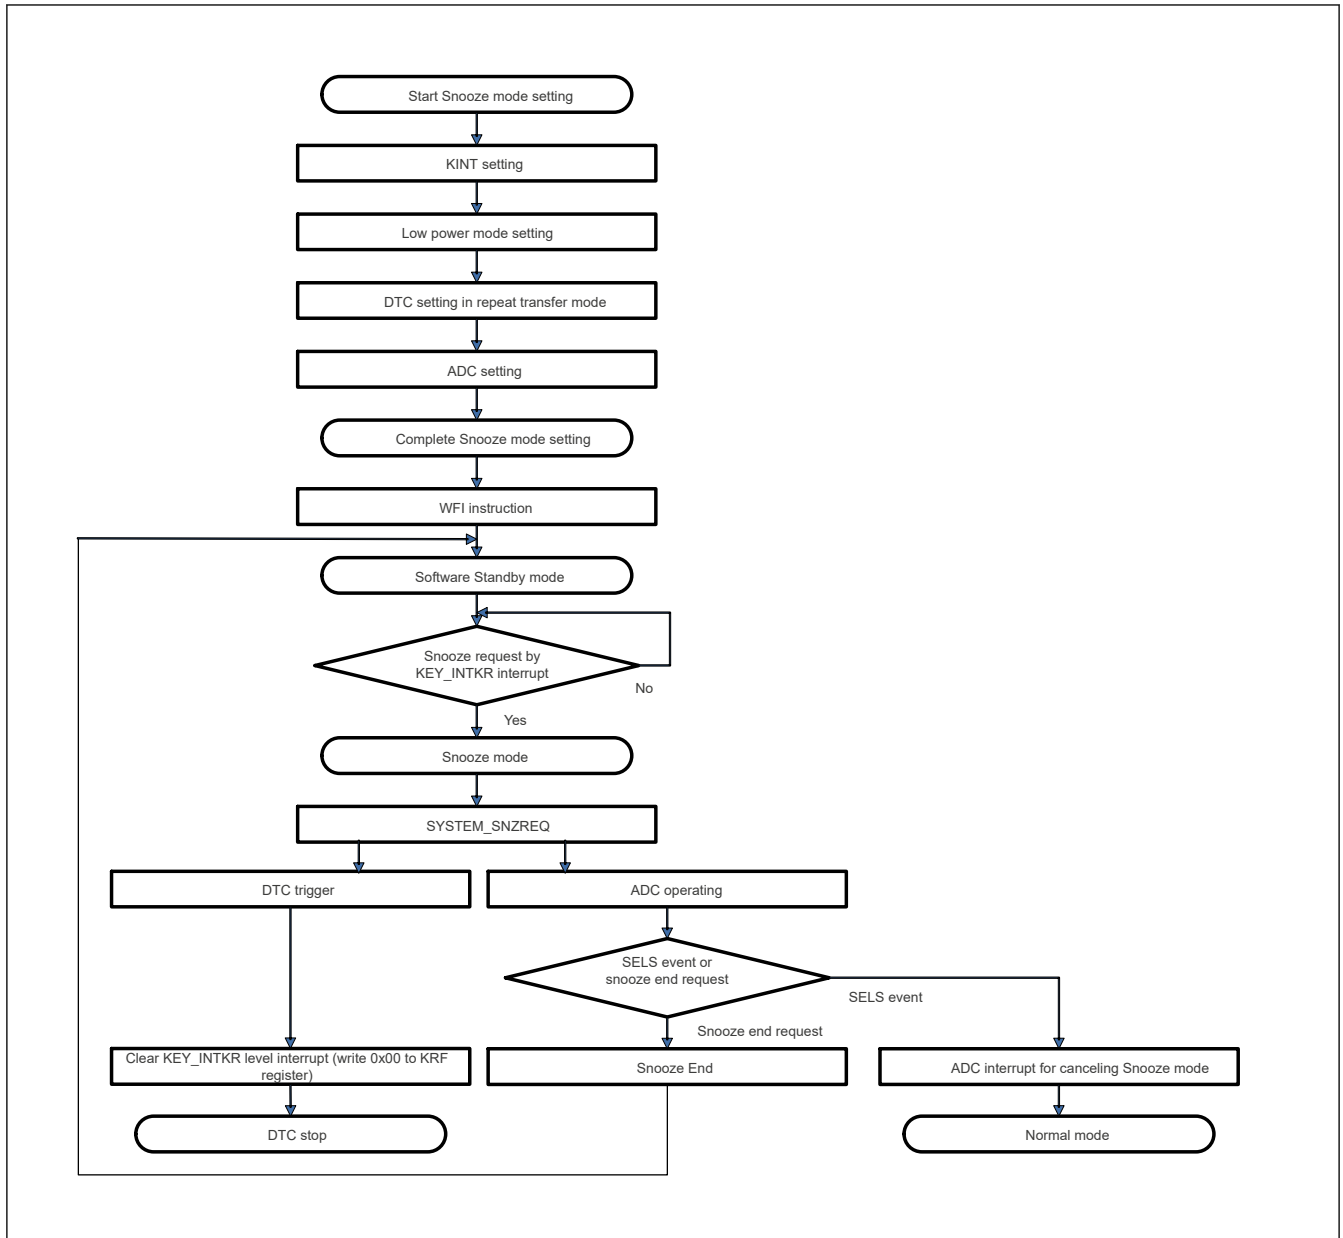 Start Snooze mode setting
KINT setting
Low power mode setting
DTC setting in repeat transfer mode
ADC setting
Complete Snooze mode setting
WFI instruction
Software Standby mode
Snooze request by
KEY_INTKR interrupt
No
Yes
Snooze mode
SYSTEM_SNZREQ
DTC trigger
ADC operating
SELS event or
snooze end request
SELS event
Snooze end request
Clear KEY_INTKR level interrupt (write 0x00 to KRF
register)
Snooze End
ADC interrupt for canceling Snooze mode
DTC stop
Normal mode